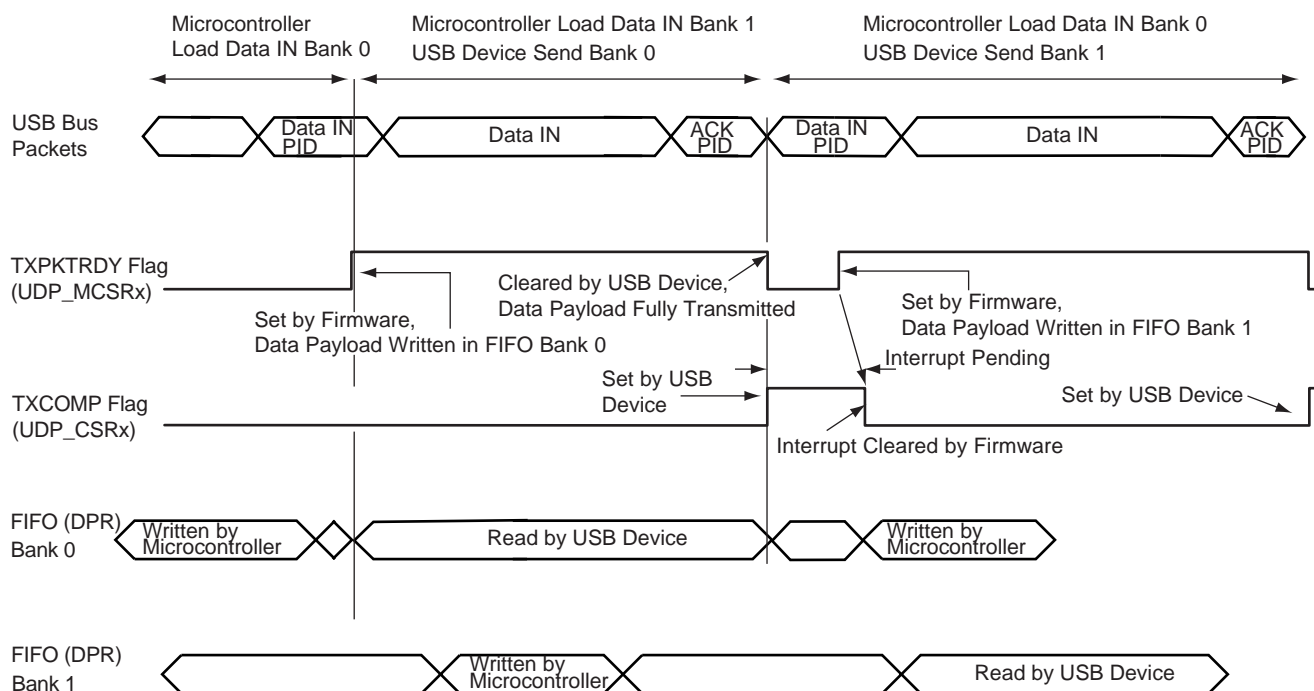 Microcontroller
Load Data IN Bank 0
Microcontroller Load Data IN Bank 1
USB Device Send Bank 0
Microcontroller Load Data IN Bank 0
USB Device Send Bank 1
USB Bus
Packets
Data IN
PID
Data IN
ACK
PID
Data IN
PID
Data IN
ACK
PID
TXPKTRDY Flag
(UDP_MCSRx)
Set by Firmware,
Data Payload Written in FIFO Bank 0
Cleared by USB Device,
Data Payload Fully Transmitted
Set by Firmware,
Data Payload Written in FIFO Bank 1
Interrupt Pending
TXCOMP Flag
(UDP_CSRx)
Set by USB
Device
Set by USB Device
Interrupt Cleared by Firmware
FIFO (DPR)
Bank 0
Written by
Microcontroller
Read by USB Device
Written by
Microcontroller
FIFO (DPR)
Bank 1
Written by
Microcontroller
Read by USB Device